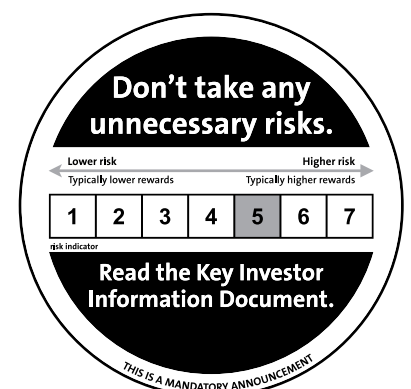 Don't take any
unnecessary risks.
Lower risk Higher risk
Typically lower rewards Typically higher rewards
1 2 3 4 5 6 7
risk indicator
Read the Key Investor
Information Document.
THIS IS A MANDATORY ANNOUNCEMENT